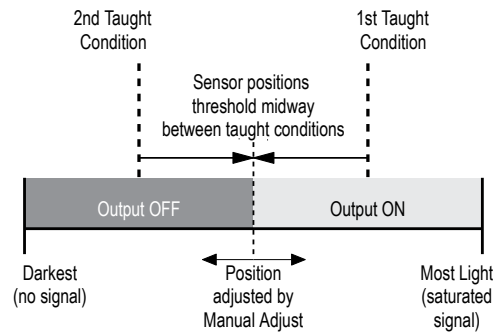 2nd Taught
Condition
1st Taught
Condition
Sensor positions
threshold midway
between taught conditions
Output OFF
Output ON
Darkest
(no signal)
Position
adjusted by
Manual Adjust
Most Light
(saturated
signal)